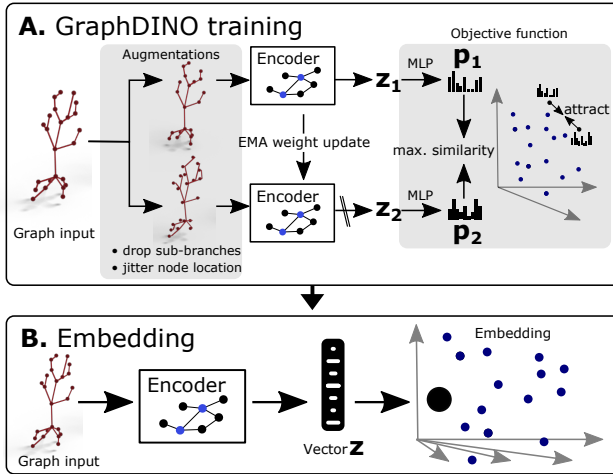 A. GraphDINO training
Augmentations
Encoder
z1
MLP
p1
Objective function
attract
EMA weight update
max. similarity
Graph input
Encoder
z2
MLP
p2
• drop sub-branches
• jitter node location
B. Embedding
Graph input
Encoder
Vector z
Embedding